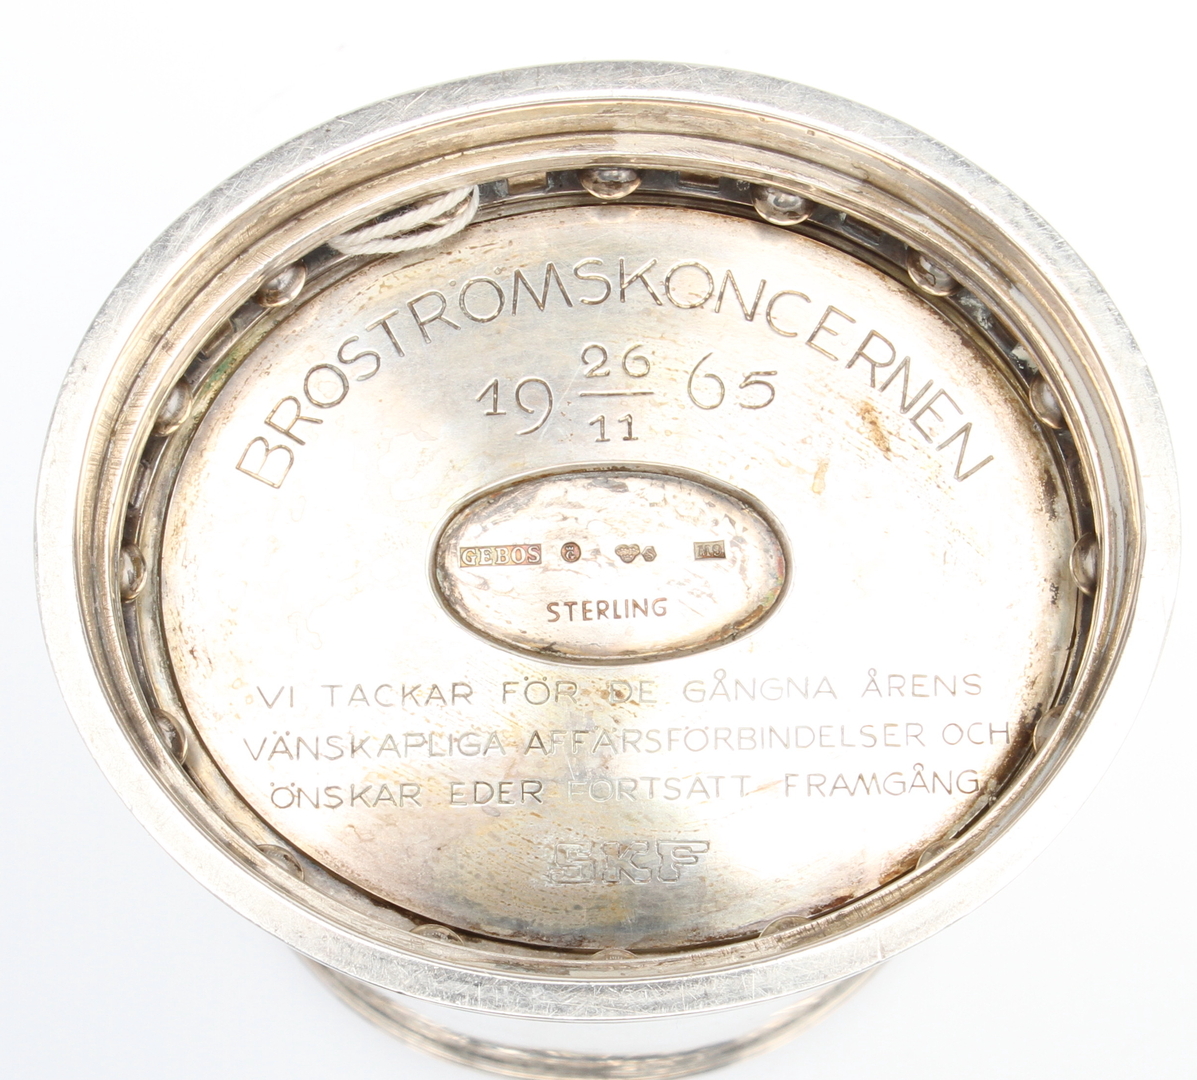 BROSTRÖMSKONCERNEN
19 26/11 65
GEBOS
STERLING
VI TACKAR FÖR DE GÅNGNA ÅRENS
VÄNSKAPLIGA AFFÄRSFÖRBINDELSER OCH
ÖNSKAR EDER FORTSATT FRAMGÅNG
SKF